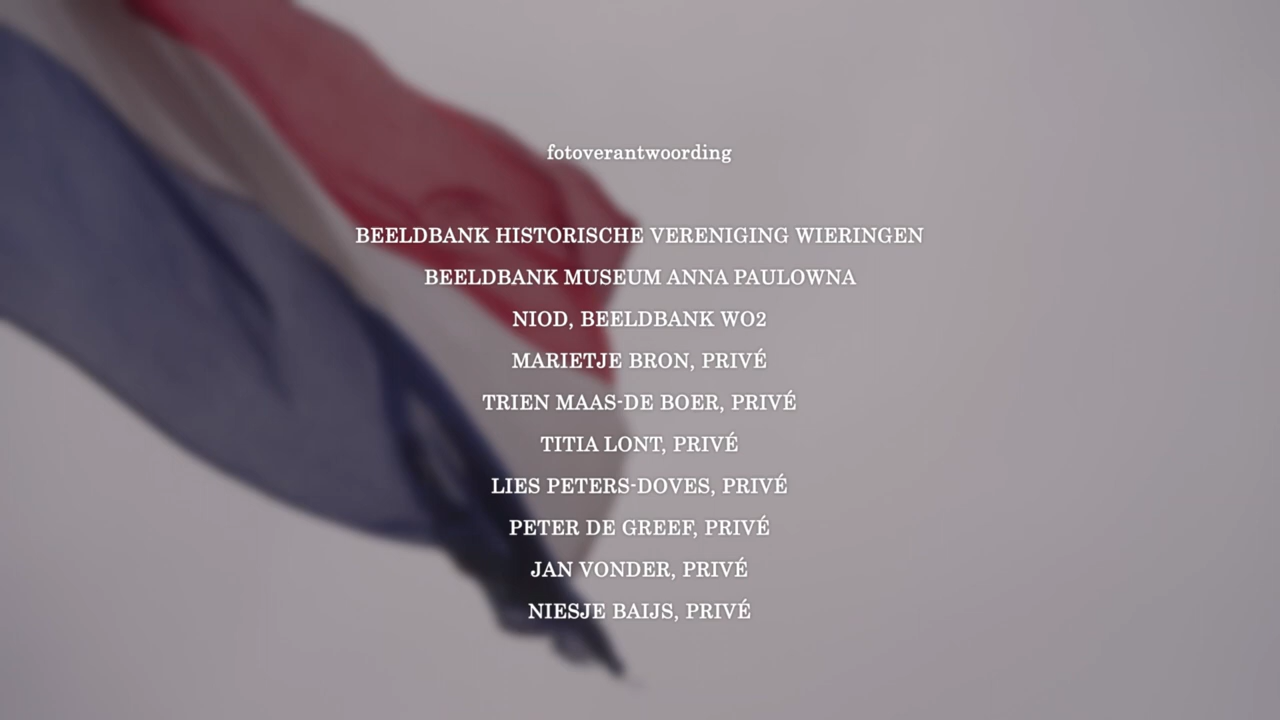 fotoverantwoording
BEELDBANK HISTORISCHE VERENIGING WIERINGEN
BEELDBANK MUSEUM ANNA PAULOWNA
NIOD, BEELDBANK WO2
MARIETJE BRON, PRIVÉ
TRIEN MAAS-DE BOER, PRIVÉ
TITIA LONT, PRIVÉ
LIES PETERS-DOVES, PRIVÉ
PETER DE GREEF, PRIVÉ
JAN VONDER, PRIVÉ
NIESJE BAIJS, PRIVÉ